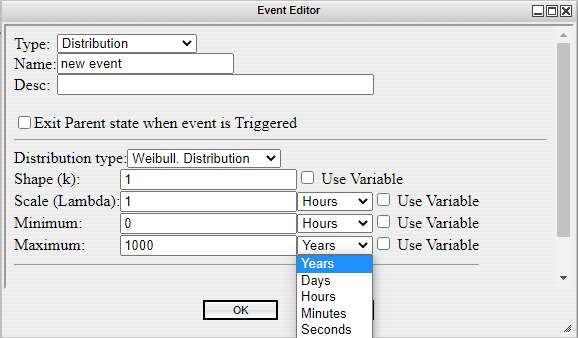 Event Editor
Type: Distribution
Name: new event
Desc:
Exit Parent state when event is Triggered
Distribution type: Weibull. Distribution
Shape (k): 1 Use Variable
Scale (Lambda): 1 Hours Use Variable
Minimum: 0 Hours Use Variable
Maximum: 1000 Years Use Variable
Years
Days
Hours
Minutes
Seconds
OK